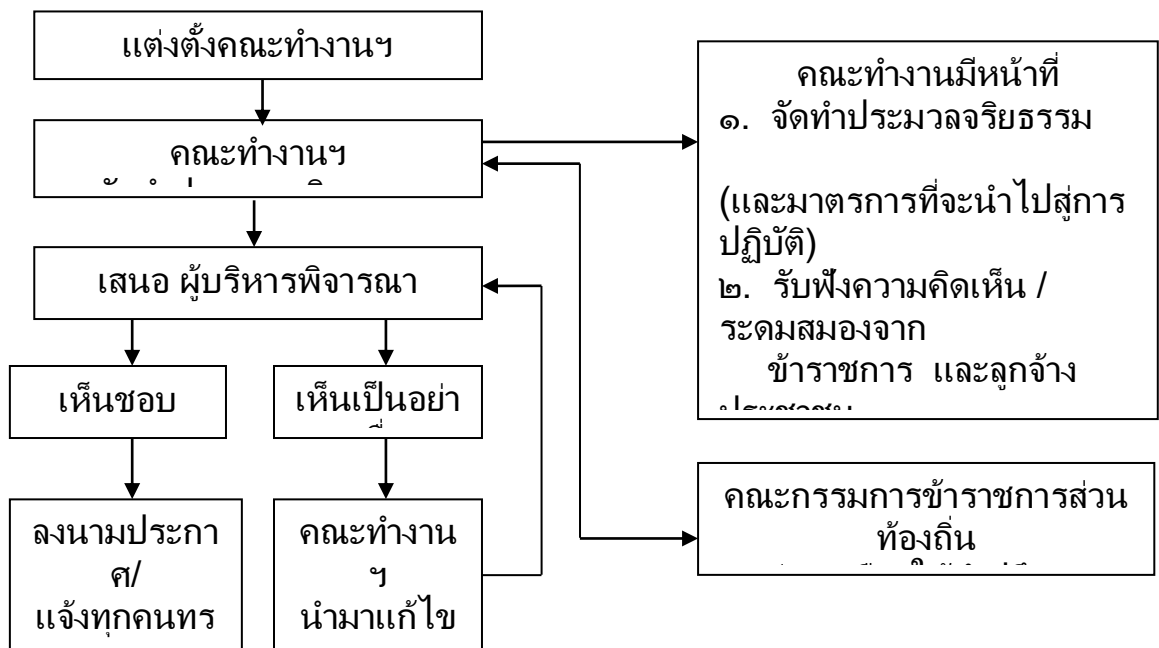 แต่งตั้งคณะทำงานฯ
คณะทำงานฯ
เสนอ ผู้บริหารพิจารณา
เห็นชอบ
เห็นเป็นอย่า
ลงนามประกา
ศ/
แจ้งทุกคนทร
คณะทำงาน
ฯ
นำมาแก้ไข
คณะทำงานมีหน้าที่
๑. จัดทำประมวลจริยธรรม
(และมาตรการที่จะนำไปสู่การ
ปฏิบัติ)
๒. รับฟังความคิดเห็น /
ระดมสมองจาก
ข้าราชการ และลูกจ้าง
คณะกรรมการข้าราชการส่วน
ท้องถิ่น